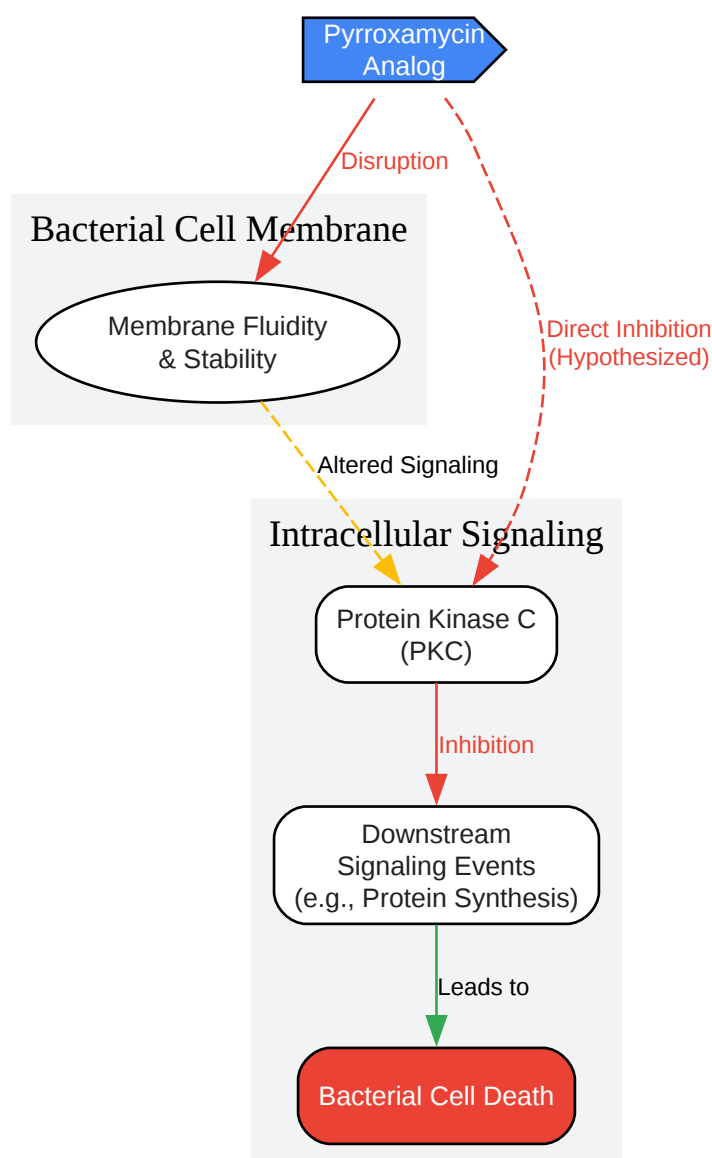 Pyrroxamycin
Analog
Disruption
Bacterial Cell Membrane
Membrane Fluidity
& Stability
Direct Inhibition
(Hypothesized)
Altered Signaling
Intracellular Signaling
Protein Kinase C
(PKC)
Inhibition
Downstream
Signaling Events
(e.g., Protein Synthesis)
Leads to
Bacterial Cell Death